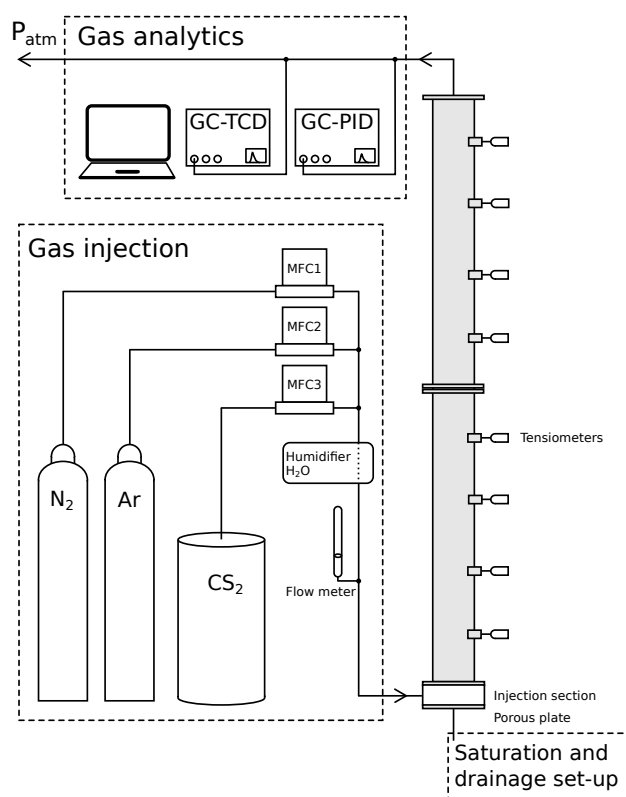 P_atm
Gas analytics
GC-TCD
GC-PID
Gas injection
MFC1
MFC2
MFC3
Humidifier
H₂O
Tensiometers
N₂
Ar
CS₂
Flow meter
Injection section
Porous plate
Saturation and
drainage set-up